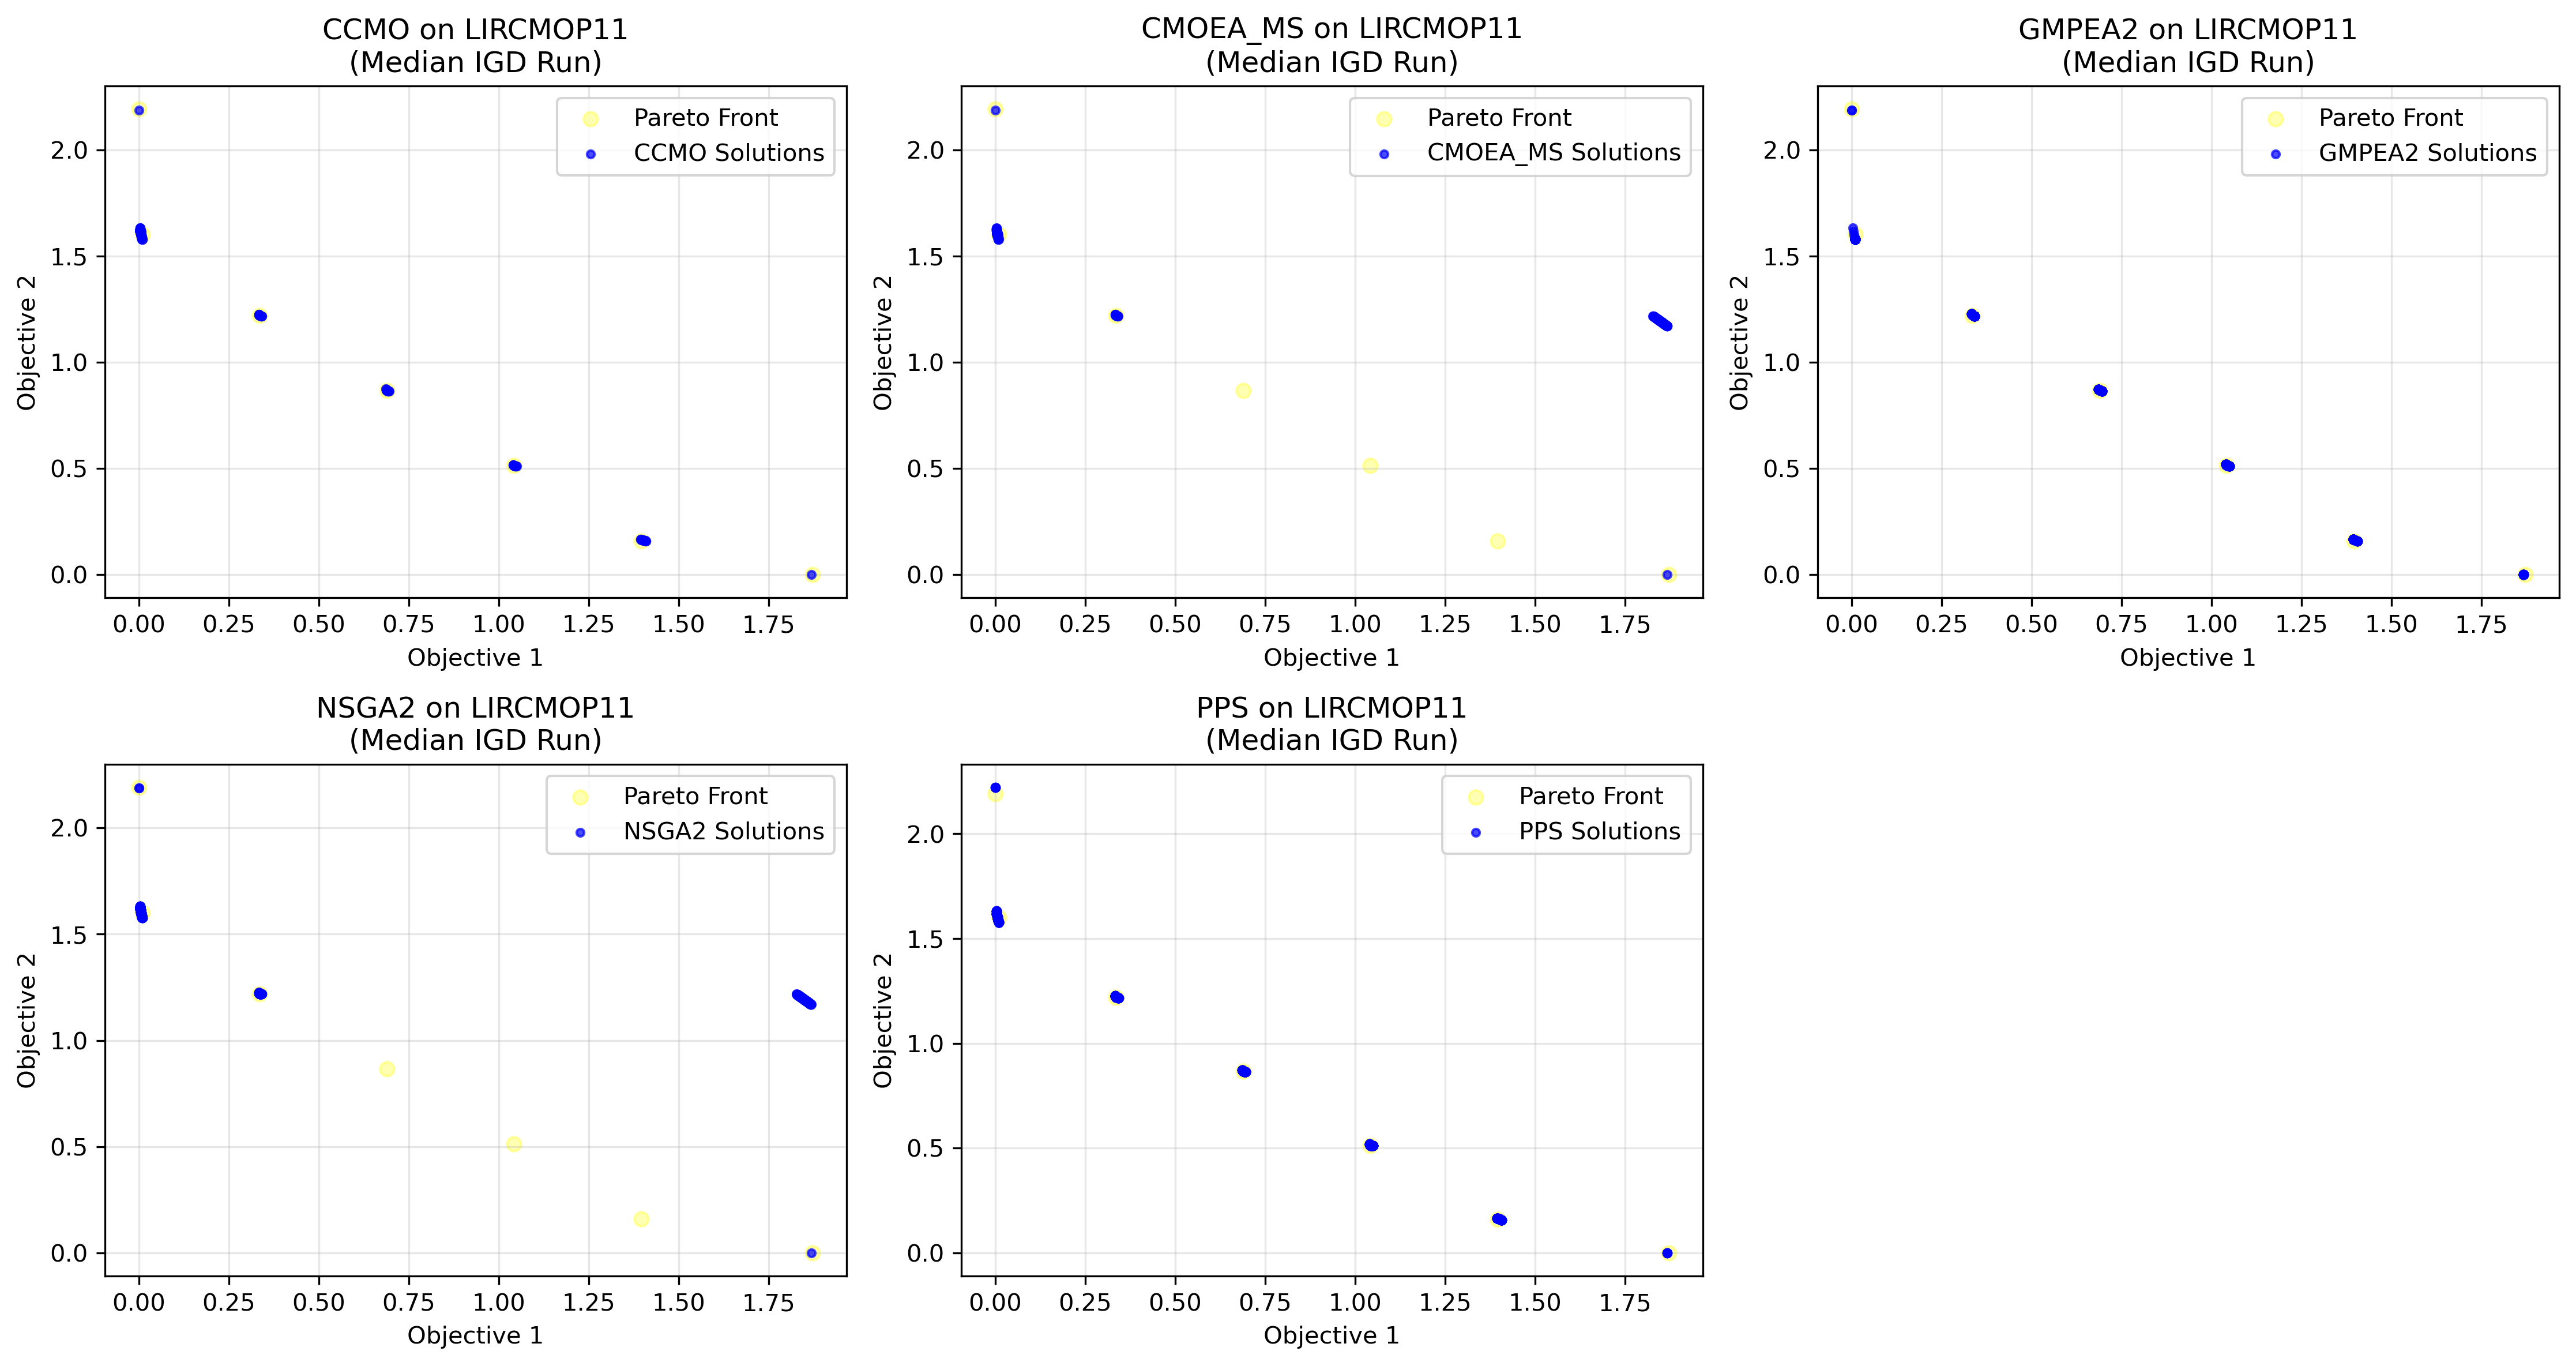 CCMO on LIRCMOP11
(Median IGD Run)
Pareto Front
CCMO Solutions
Objective 2
2.0
1.5
1.0
0.5
0.0
0.00 0.25 0.50 0.75 1.00 1.25 1.50 1.75
Objective 1
CMOEA_MS on LIRCMOP11
(Median IGD Run)
Pareto Front
CMOEA_MS Solutions
Objective 2
2.0
1.5
1.0
0.5
0.0
0.00 0.25 0.50 0.75 1.00 1.25 1.50 1.75
Objective 1
GMPEA2 on LIRCMOP11
(Median IGD Run)
Pareto Front
GMPEA2 Solutions
Objective 2
2.0
1.5
1.0
0.5
0.0
0.00 0.25 0.50 0.75 1.00 1.25 1.50 1.75
Objective 1
NSGA2 on LIRCMOP11
(Median IGD Run)
Pareto Front
NSGA2 Solutions
Objective 2
2.0
1.5
1.0
0.5
0.0
0.00 0.25 0.50 0.75 1.00 1.25 1.50 1.75
Objective 1
PPS on LIRCMOP11
(Median IGD Run)
Pareto Front
PPS Solutions
Objective 2
2.0
1.5
1.0
0.5
0.0
0.00 0.25 0.50 0.75 1.00 1.25 1.50 1.75
Objective 1